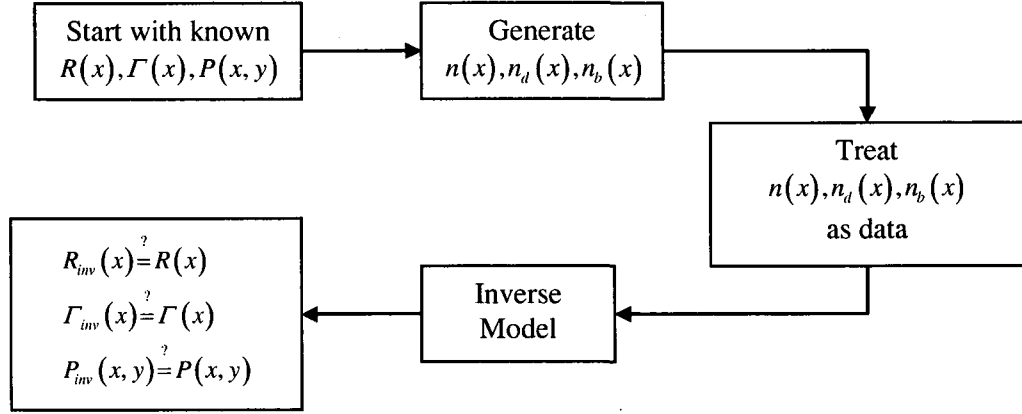 Start with known
R(x), Γ(x), P(x, y)
Generate
n(x), n_d(x), n_b(x)
Treat
n(x), n_d(x), n_b(x)
as data
Inverse
Model
R_inv(x) ?= R(x)
Γ_inv(x) ?= Γ(x)
P_inv(x, y) ?= P(x, y)